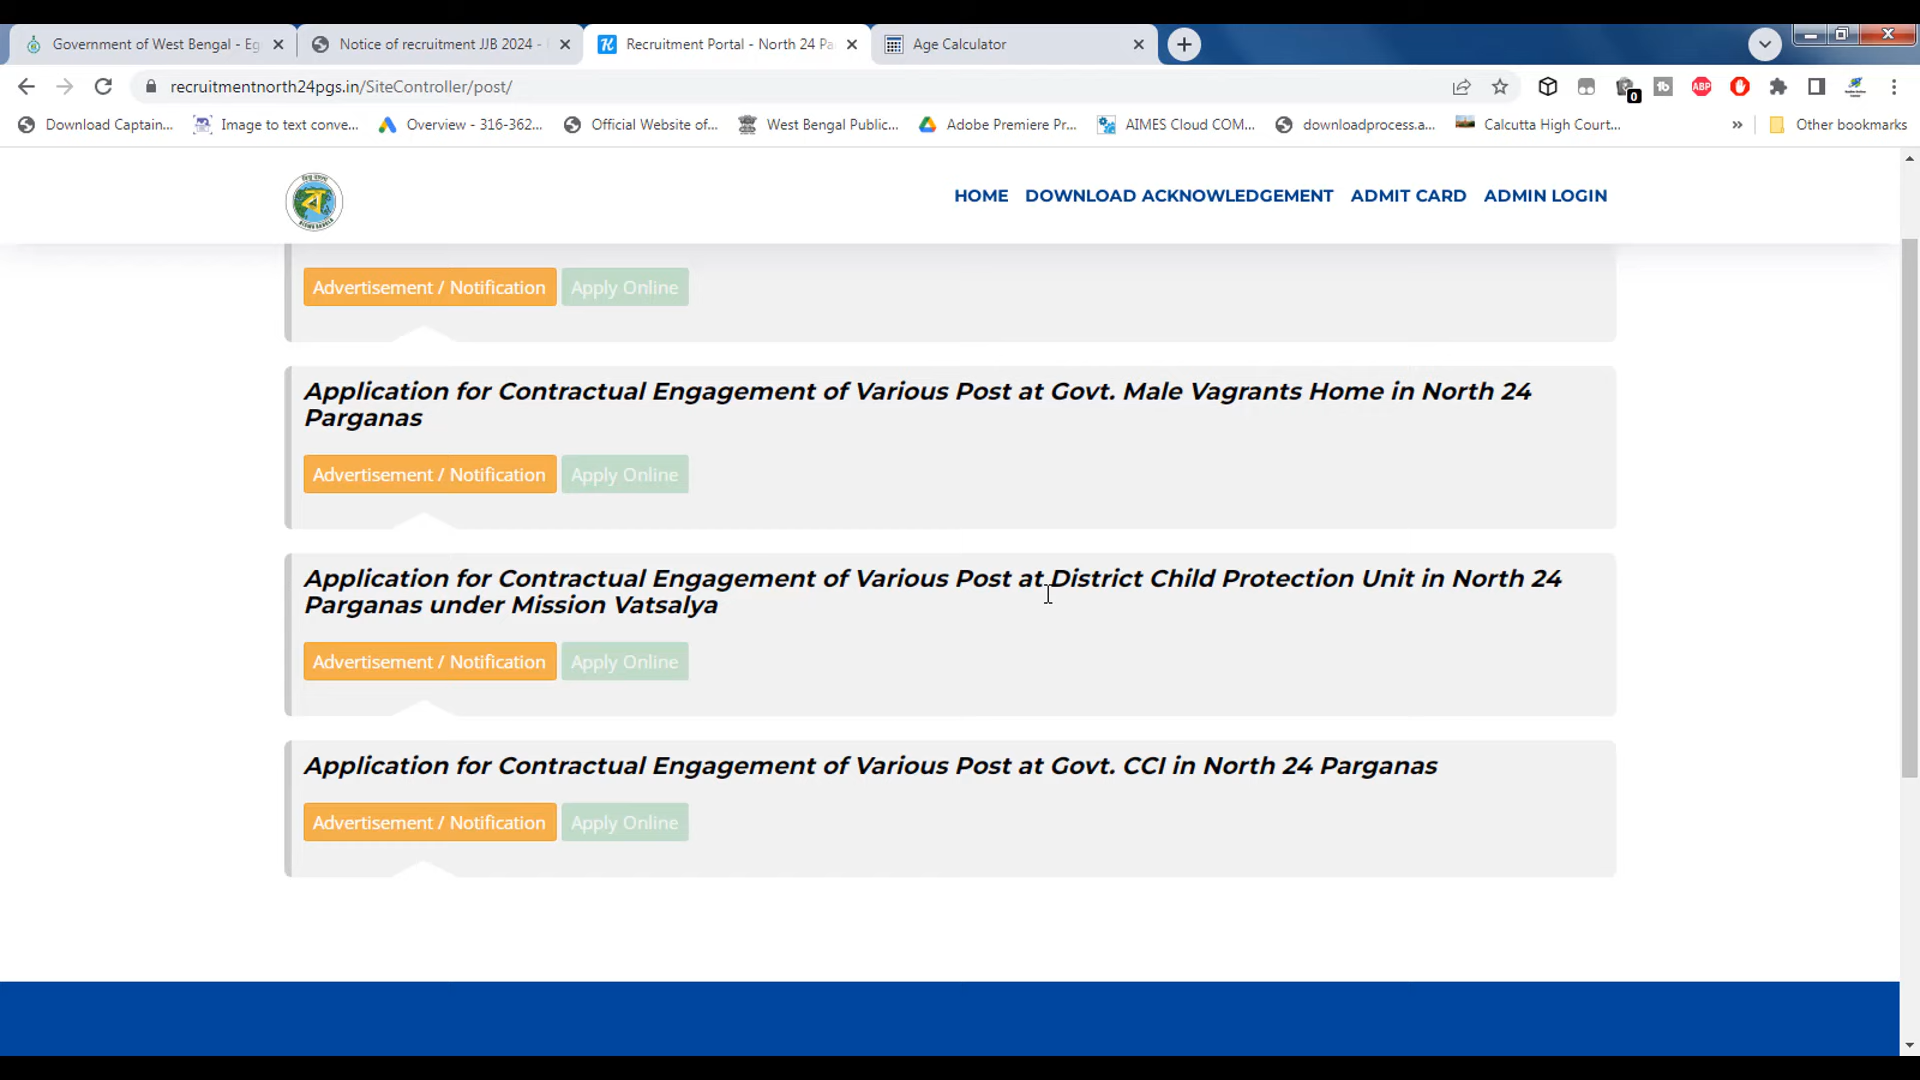 Government of West Bengal - Eg
Notice of recruitment JJB 2024 -
Recruitment Portal - North 24 Pa
Age Calculator
recruitmentnorth24pgs.in/SiteController/post/
ABP
0
Download Captain...
Image to text conve...
Overview - 316-362...
Official Website of...
West Bengal Public...
Adobe Premiere Pr...
AIMES Cloud COM...
downloadprocess.a...
Calcutta High Court...
»
Other bookmarks
HOME
DOWNLOAD ACKNOWLEDGEMENT
ADMIT CARD
ADMIN LOGIN
Advertisement / Notification
Apply Online
Application for Contractual Engagement of Various Post at Govt. Male Vagrants Home in North 24
Parganas
Advertisement / Notification
Apply Online
Application for Contractual Engagement of Various Post at District Child Protection Unit in North 24
Parganas under Mission Vatsalya
Advertisement / Notification
Apply Online
Application for Contractual Engagement of Various Post at Govt. CCI in North 24 Parganas
Advertisement / Notification
Apply Online